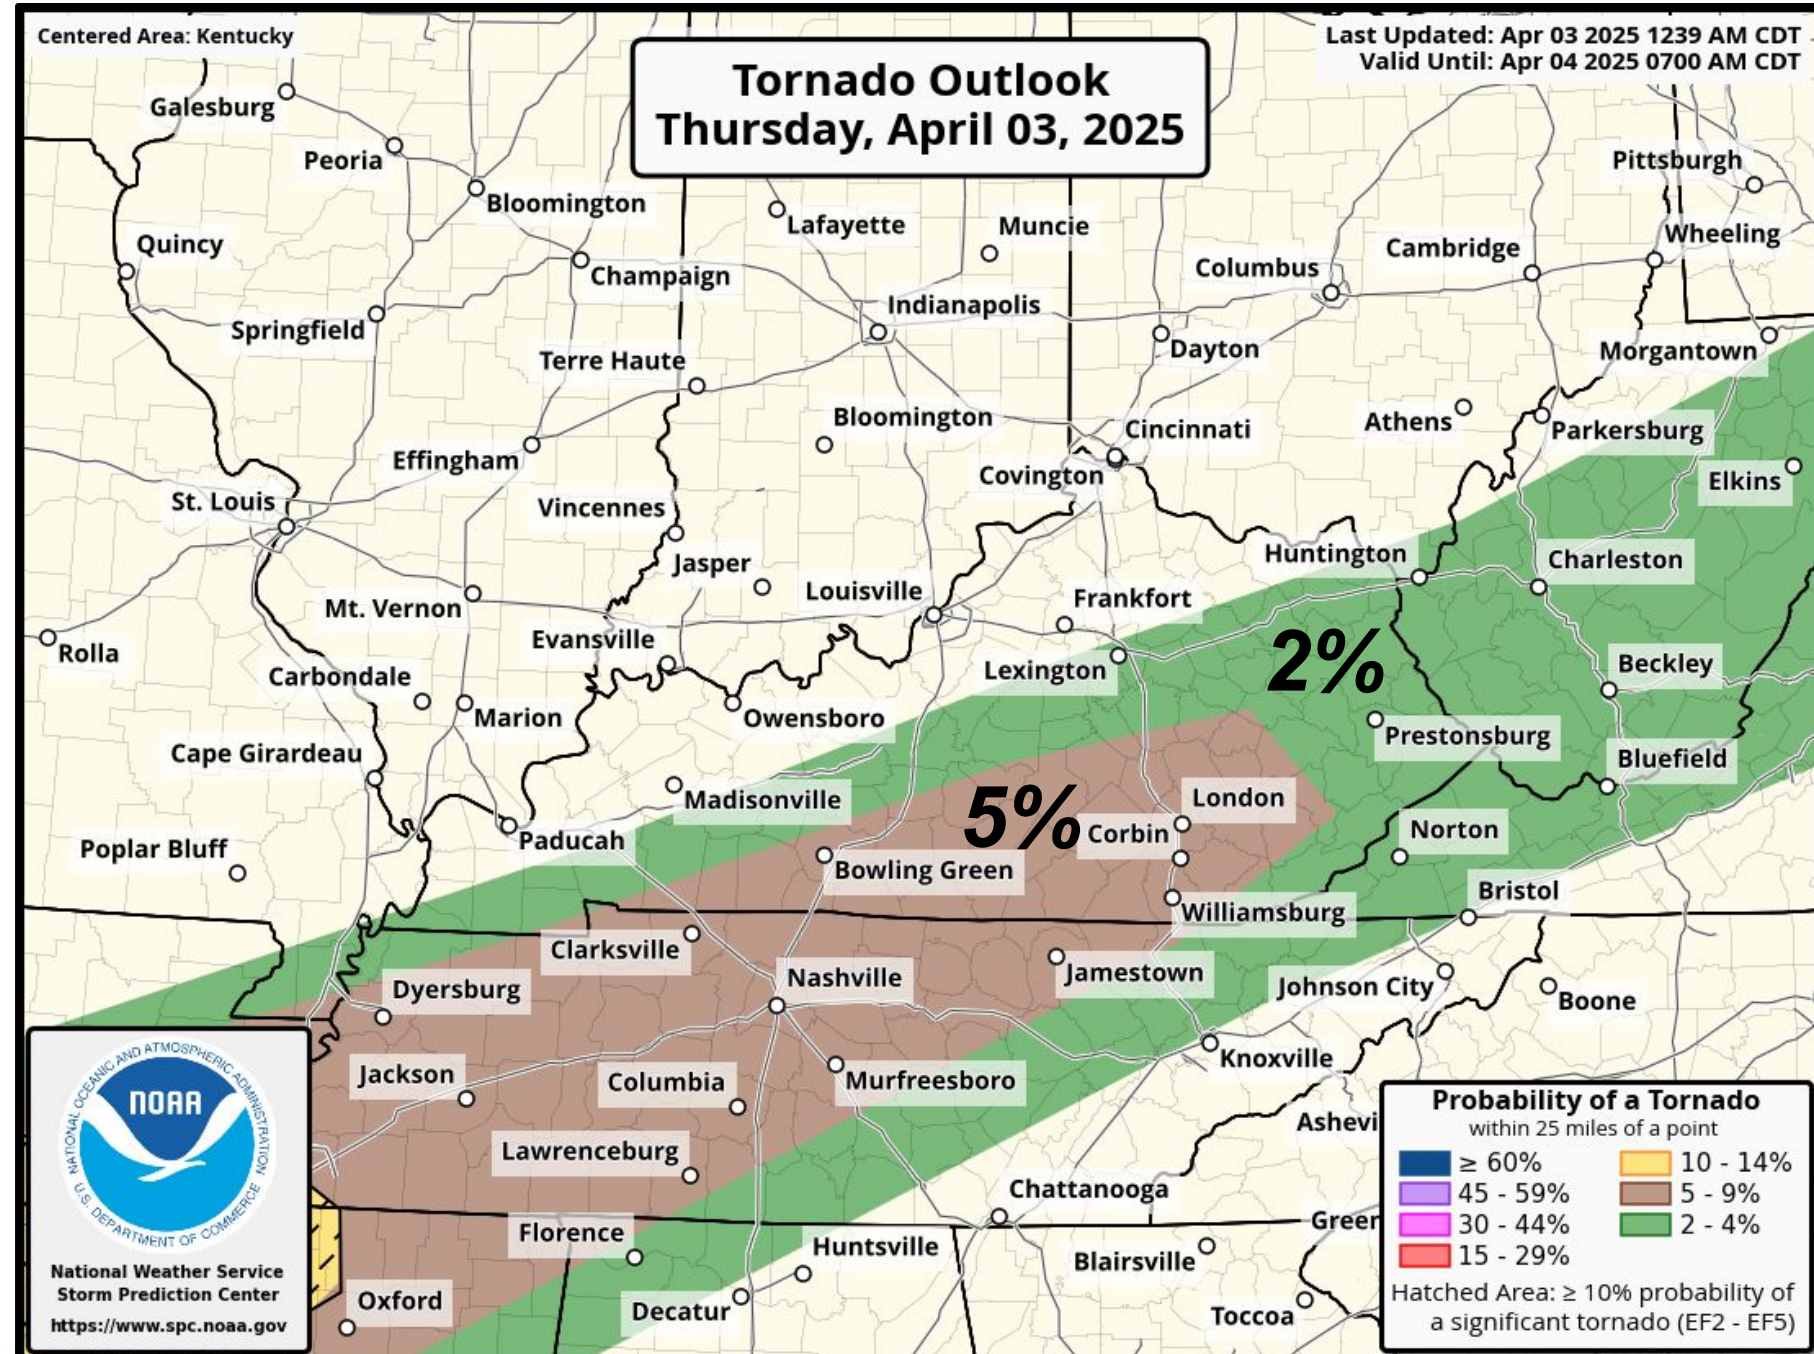 Centered Area: Kentucky
Last Updated: Apr 03 2025 1239 AM CDT
Valid Until: Apr 04 2025 0700 AM CDT
Tornado Outlook
Thursday, April 03, 2025
Galesburg
Peoria
Bloomington
Pittsburgh
Quincy
Lafayette
Muncie
Wheeling
Cambridge
Columbus
Champaign
Indianapolis
Springfield
Terre Haute
Dayton
Morgantown
Bloomington
Cincinnati
Athens
Parkersburg
Effingham
Covington
Elkins
St. Louis
Vincennes
Jasper
Huntington
Charleston
Louisville
Frankfort
Mt. Vernon
Evansville
Rolla
2%
Lexington
Beckley
Carbondale
Marion
Owensboro
Prestonsburg
Cape Girardeau
Bluefield
Madisonville
London
5%
Corbin
Norton
Paducah
Poplar Bluff
Bowling Green
Bristol
Williamsburg
Clarksville
Nashville
Jamestown
Dyersburg
Johnson City
Boone
Knoxville
Jackson
Columbia
Murfreesboro
Ashevi
Lawrenceburg
Chattanooga
Green
Florence
Huntsville
Blairsville
Oxford
Decatur
Toccoa
NATIONAL OCEANIC AND ATMOSPHERIC ADMINISTRATION
NOAA
U.S. DEPARTMENT OF COMMERCE
National Weather Service
Storm Prediction Center
https://www.spc.noaa.gov
Probability of a Tornado
within 25 miles of a point
≥ 60%
10 - 14%
45 - 59%
5 - 9%
30 - 44%
2 - 4%
15 - 29%
Hatched Area: ≥ 10% probability of
a significant tornado (EF2 - EF5)